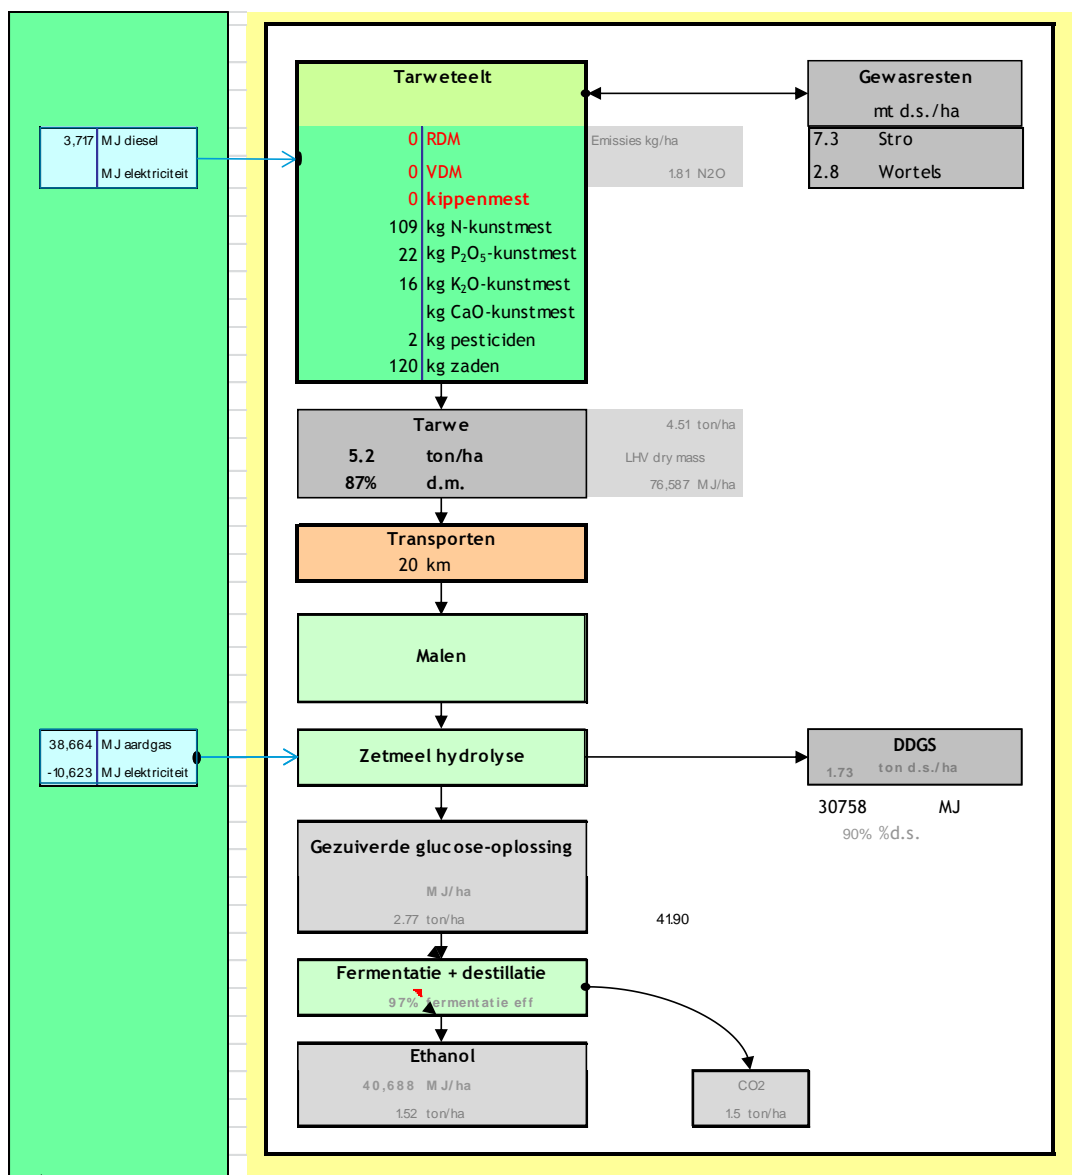 Tarweteelt
Gewasresten
mt d.s./ha
3,717 MJ diesel
MJ elektriciteit
0 RDM
0 VDM
0 kippenmest
109 kg N-kunstmest
22 kg P₂O₅-kunstmest
16 kg K₂O-kunstmest
kg CaO-kunstmest
2 kg pesticiden
120 kg zaden
Emissies kg/ha
1.81 N2O
7.3 Stro
2.8 Wortels
Tarwe
5.2 ton/ha
87% d.m.
4.51 ton/ha
LHV dry mass
76,587 MJ/ha
Transporten
20 km
Malen
38,664 MJ aardgas
-10,623 MJ elektriciteit
Zetmeel hydrolyse
DDGS
1.73 ton d.s./ha
30758 MJ
90% %d.s.
Gezuiverde glucose-oplossing
MJ/ha
2.77 ton/ha
41.90
Fermentatie + destillatie
97% fermentatie eff
Ethanol
40,688 MJ/ha
1.52 ton/ha
CO2
1.5 ton/ha